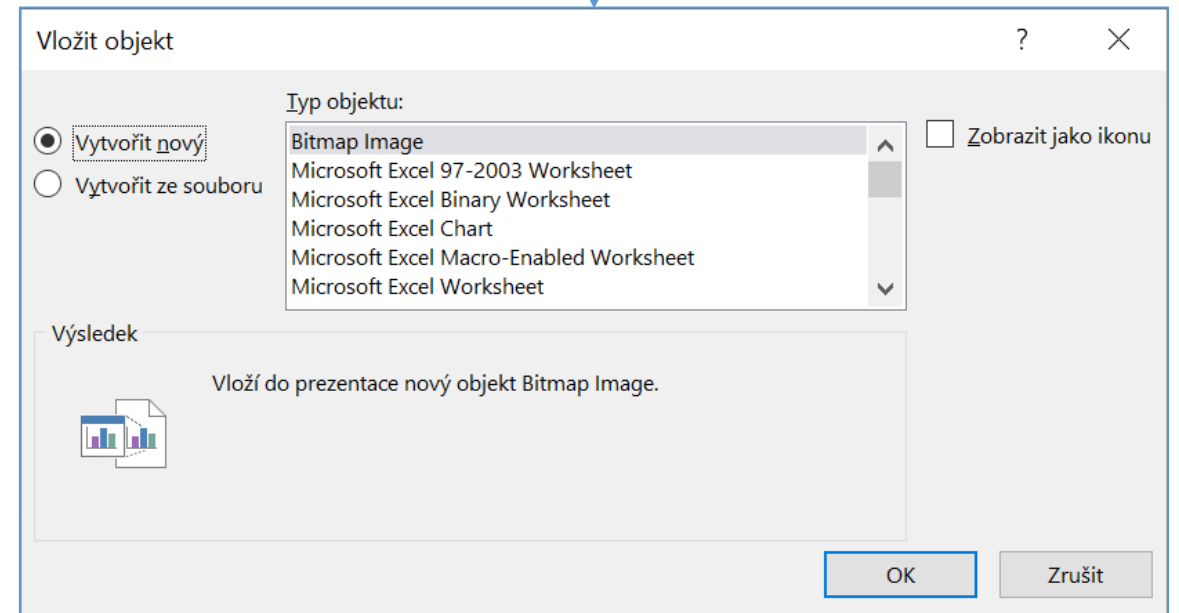 Vložit objekt
?
Typ objektu:
Vytvořit nový
Vytvořit ze souboru
Bitmap Image
Microsoft Excel 97-2003 Worksheet
Microsoft Excel Binary Worksheet
Microsoft Excel Chart
Microsoft Excel Macro-Enabled Worksheet
Microsoft Excel Worksheet
Zobrazit jako ikonu
Výsledek
Vloží do prezentace nový objekt Bitmap Image.
OK
Zrušit